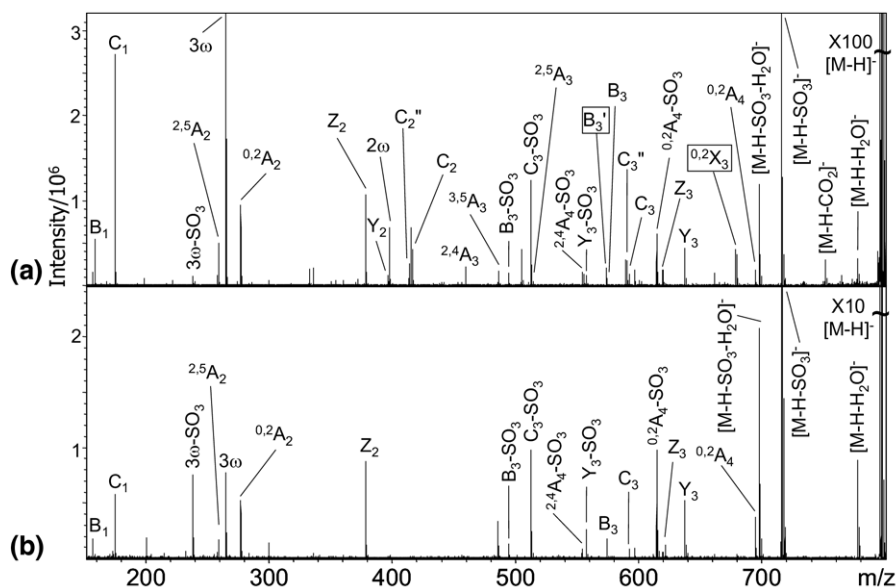 3
X100
[M-H]⁻
3ω
C₁
[M-H-SO₃-H₂O]⁻
[M-H-SO₃]⁻
²,⁵A₃
⁰,²A₄-SO₃
⁰,²A₄
B₃
C₂"
2
²,⁵A₂
Z₂
2ω
B₃'
C₃-SO₃
C₃"
⁰,²X₃
[M-H-CO₂]⁻
[M-H-H₂O]⁻
⁰,²A₂
C₂
³,⁵A₃
B₃-SO₃
²,⁴A₄-SO₃
Y₃-SO₃
C₃
Z₃
1
B₁
3ω-SO₃
Y₂
²,⁴A₃
Y₃
Intensity/10⁶
(a)
X10
[M-H]⁻
2
[M-H-SO₃-H₂O]⁻
[M-H-SO₃]⁻
²,⁵A₂
3ω-SO₃
⁰,²A₂
B₃-SO₃
C₃-SO₃
²,⁴A₄-SO₃
Y₃-SO₃
⁰,²A₄-SO₃
[M-H-H₂O]⁻
1
C₁
3ω
Z₂
C₃
Z₃
⁰,²A₄
Y₃
B₁
B₃
(b)
200 300 400 500 600 700 m/z